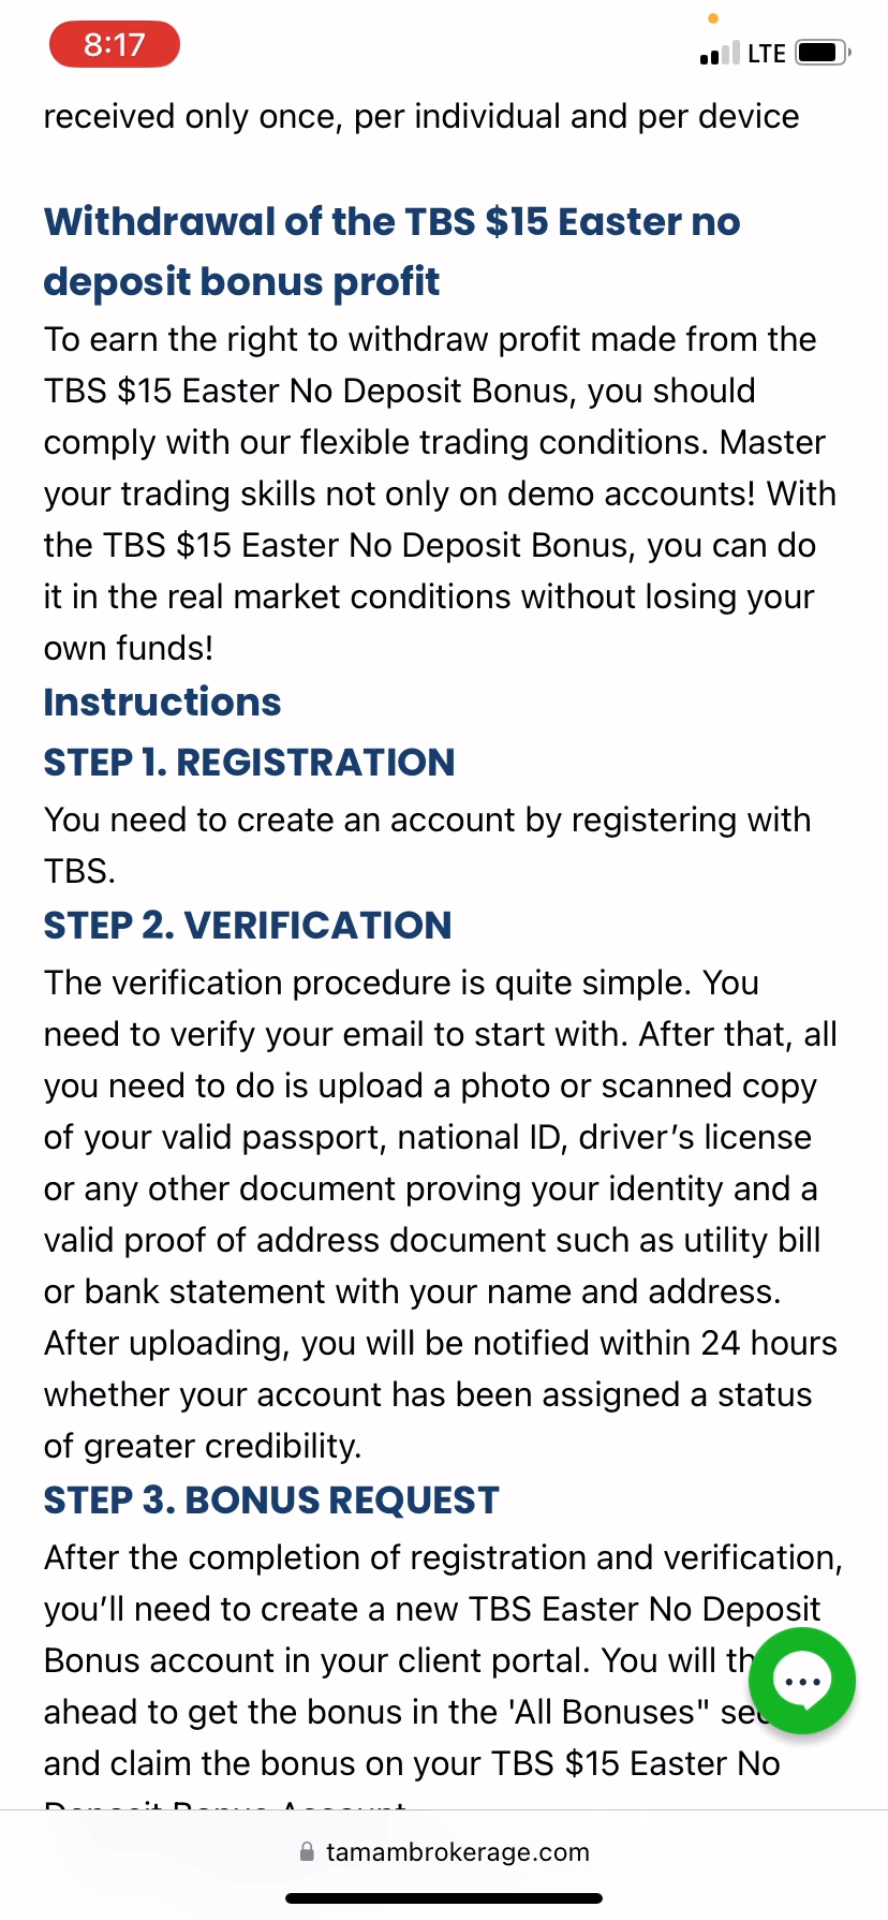 8:17
LTE
received only once, per individual and per device
Withdrawal of the TBS $15 Easter no
deposit bonus profit
To earn the right to withdraw profit made from the
TBS $15 Easter No Deposit Bonus, you should
comply with our flexible trading conditions. Master
your trading skills not only on demo accounts! With
the TBS $15 Easter No Deposit Bonus, you can do
it in the real market conditions without losing your
own funds!
Instructions
STEP 1. REGISTRATION
You need to create an account by registering with
TBS.
STEP 2. VERIFICATION
The verification procedure is quite simple. You
need to verify your email to start with. After that, all
you need to do is upload a photo or scanned copy
of your valid passport, national ID, driver’s license
or any other document proving your identity and a
valid proof of address document such as utility bill
or bank statement with your name and address.
After uploading, you will be notified within 24 hours
whether your account has been assigned a status
of greater credibility.
STEP 3. BONUS REQUEST
After the completion of registration and verification,
you’ll need to create a new TBS Easter No Deposit
Bonus account in your client portal. You will
ahead to get the bonus in the 'All Bonuses"
and claim the bonus on your TBS $15 Easter No
tamambrokerage.com